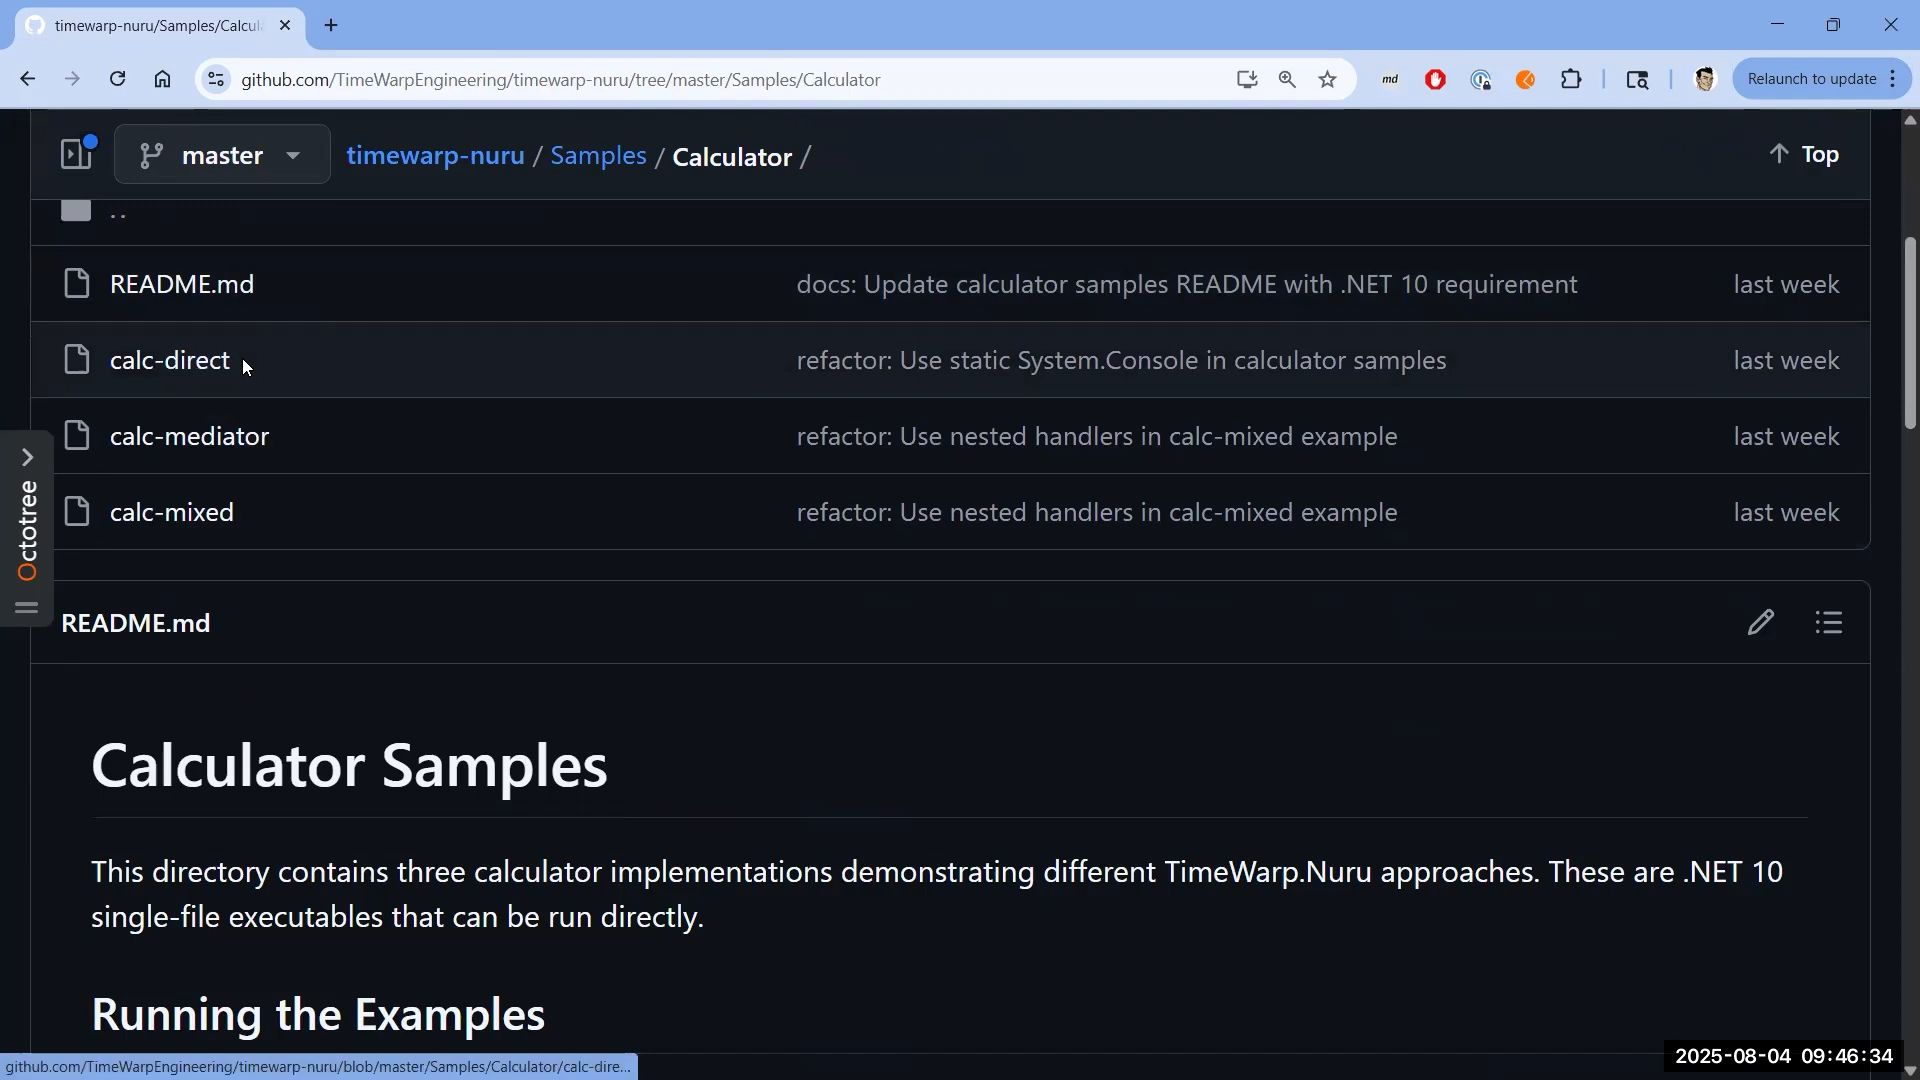 timewarp-nuru/Samples/Calcul
github.com/TimeWarpEngineering/timewarp-nuru/tree/master/Samples/Calculator
md
Relaunch to update
master
timewarp-nuru / Samples / Calculator /
Top
..
README.md docs: Update calculator samples README with .NET 10 requirement last week
calc-direct refactor: Use static System.Console in calculator samples last week
calc-mediator refactor: Use nested handlers in calc-mixed example last week
calc-mixed refactor: Use nested handlers in calc-mixed example last week
Octotree
README.md
Calculator Samples
This directory contains three calculator implementations demonstrating different TimeWarp.Nuru approaches. These are .NET 10
single-file executables that can be run directly.
Running the Examples
github.com/TimeWarpEngineering/timewarp-nuru/blob/master/Samples/Calculator/calc-dire...
2025-08-04 09:46:34